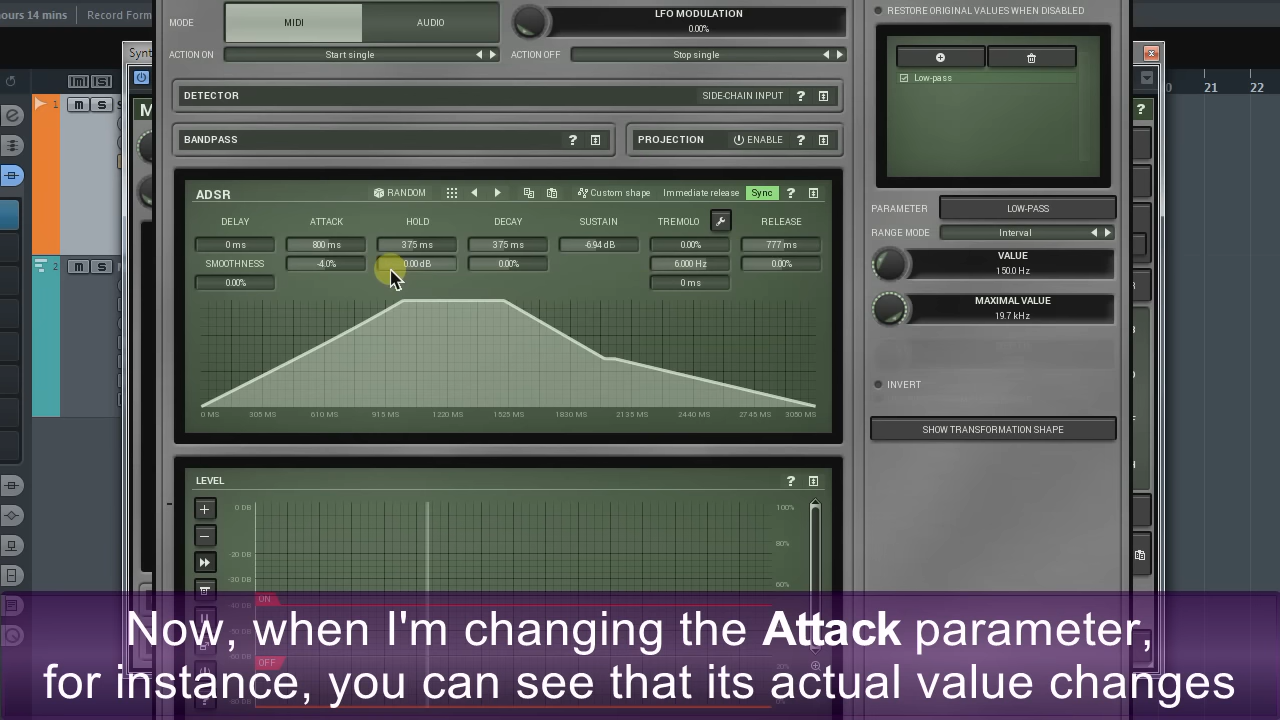 ours 14 mins
Record Form
MODE
MIDI
AUDIO
LFO MODULATION
0.00%
RESTORE ORIGINAL VALUES WHEN DISABLED
ACTION ON
Start single
ACTION OFF
Stop single
Low-pass
DETECTOR
SIDE-CHAIN INPUT
?
BANDPASS
?
PROJECTION
ENABLE
?
21
22
ADSR
RANDOM
Custom shape
Immediate release
Sync
?
DELAY
ATTACK
HOLD
DECAY
SUSTAIN
TREMOLO
RELEASE
0 ms
800 ms
375 ms
375 ms
-6.94 dB
0.00%
777 ms
SMOOTHNESS
-4.0%
0.00 dB
0.00%
6.000 Hz
0.00%
0.00%
0 ms
0 MS
305 MS
610 MS
915 MS
1220 MS
1525 MS
1830 MS
2135 MS
2440 MS
2745 MS
3050 MS
PARAMETER
LOW-PASS
RANGE MODE
Interval
VALUE
150.0 Hz
MAXIMAL VALUE
19.7 kHz
INVERT
SHOW TRANSFORMATION SHAPE
LEVEL
?
0 DB
-20 DB
-30 DB
-40 DB
ON
OFF
100%
80%
60%
20%
Now, when I'm changing the Attack parameter,
for instance, you can see that its actual value changes